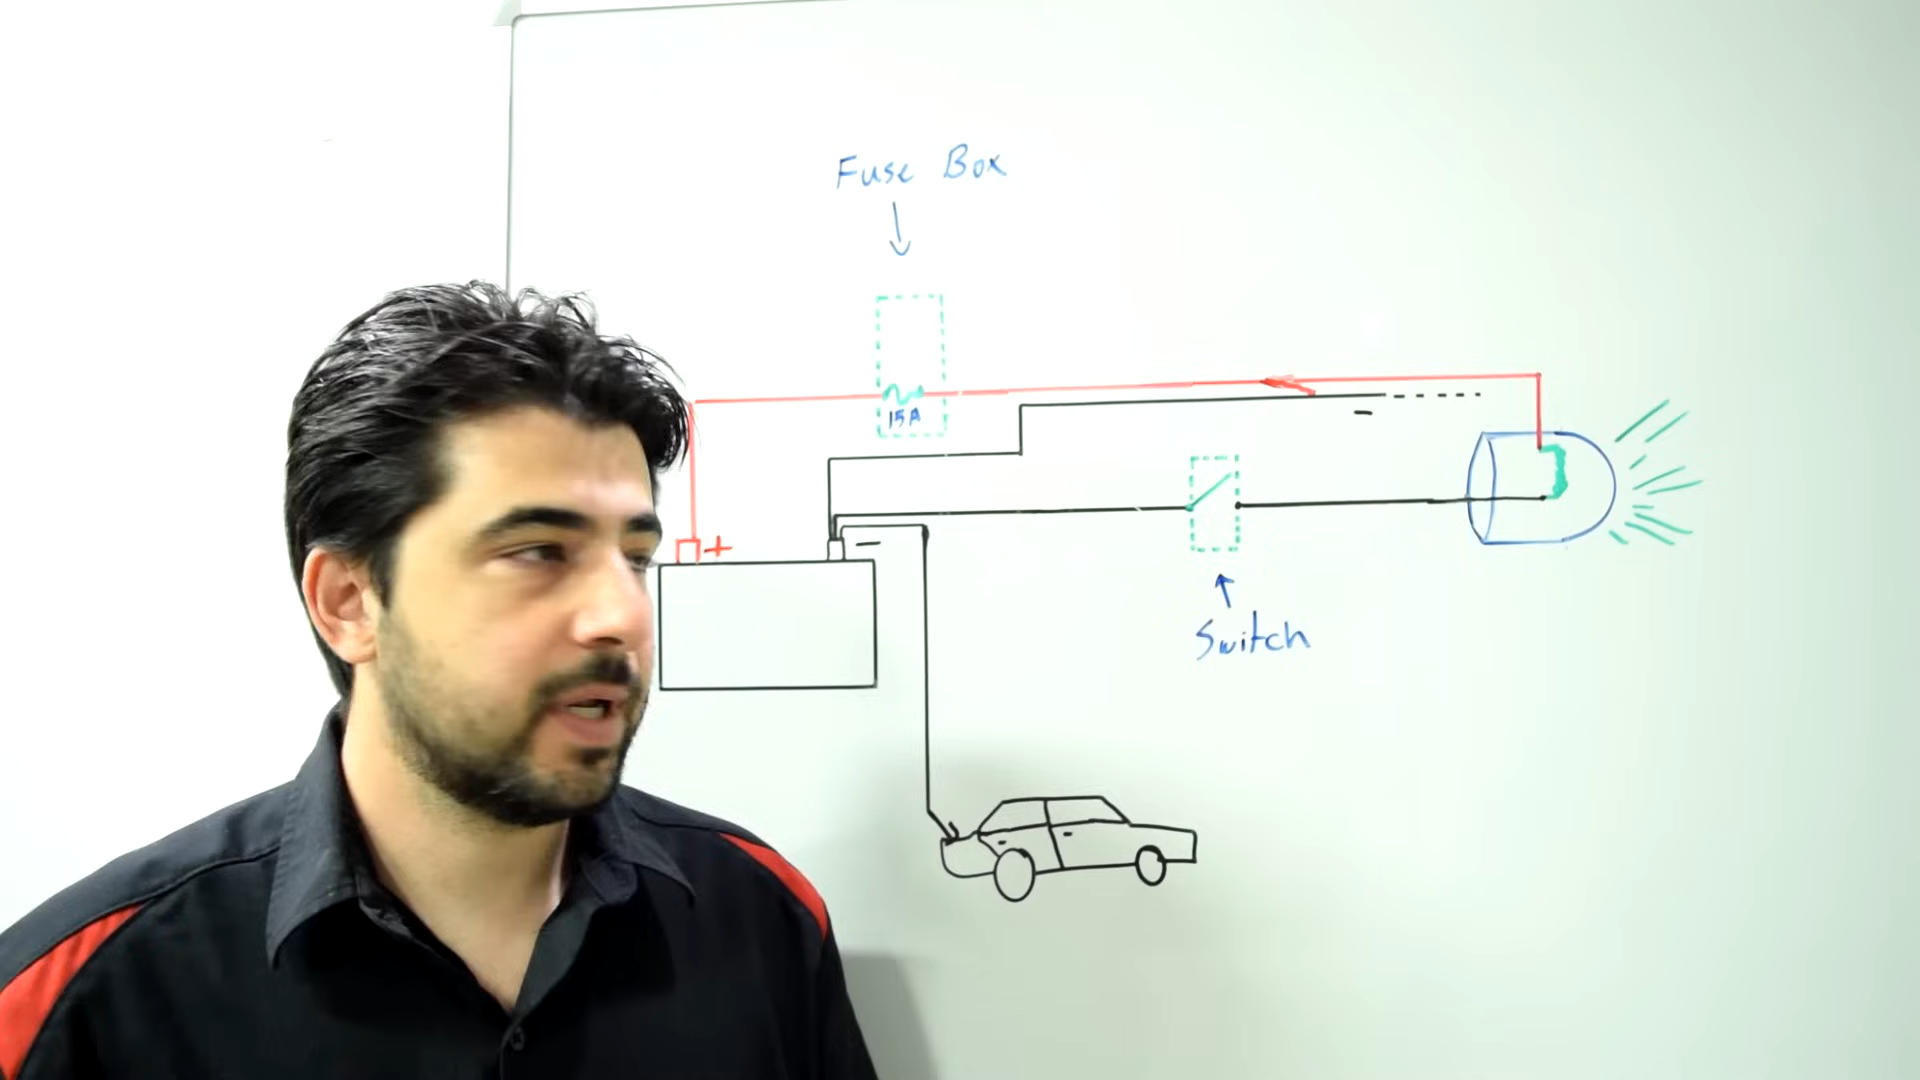 Fuse Box
15A
+
-
-
Switch